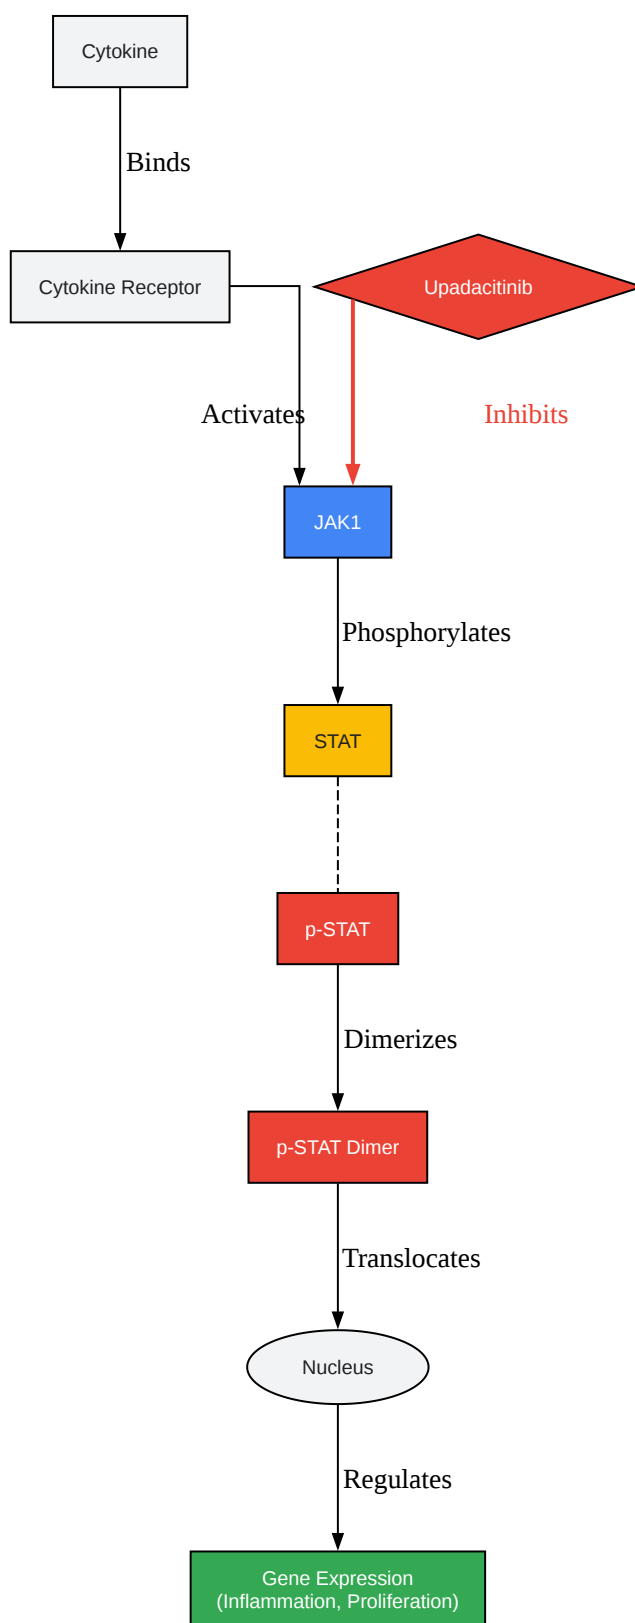 Cytokine
Binds
Cytokine Receptor
Upadacitinib
Activates
Inhibits
JAK1
Phosphorylates
STAT
p-STAT
Dimerizes
p-STAT Dimer
Translocates
Nucleus
Regulates
Gene Expression
(Inflammation, Proliferation)